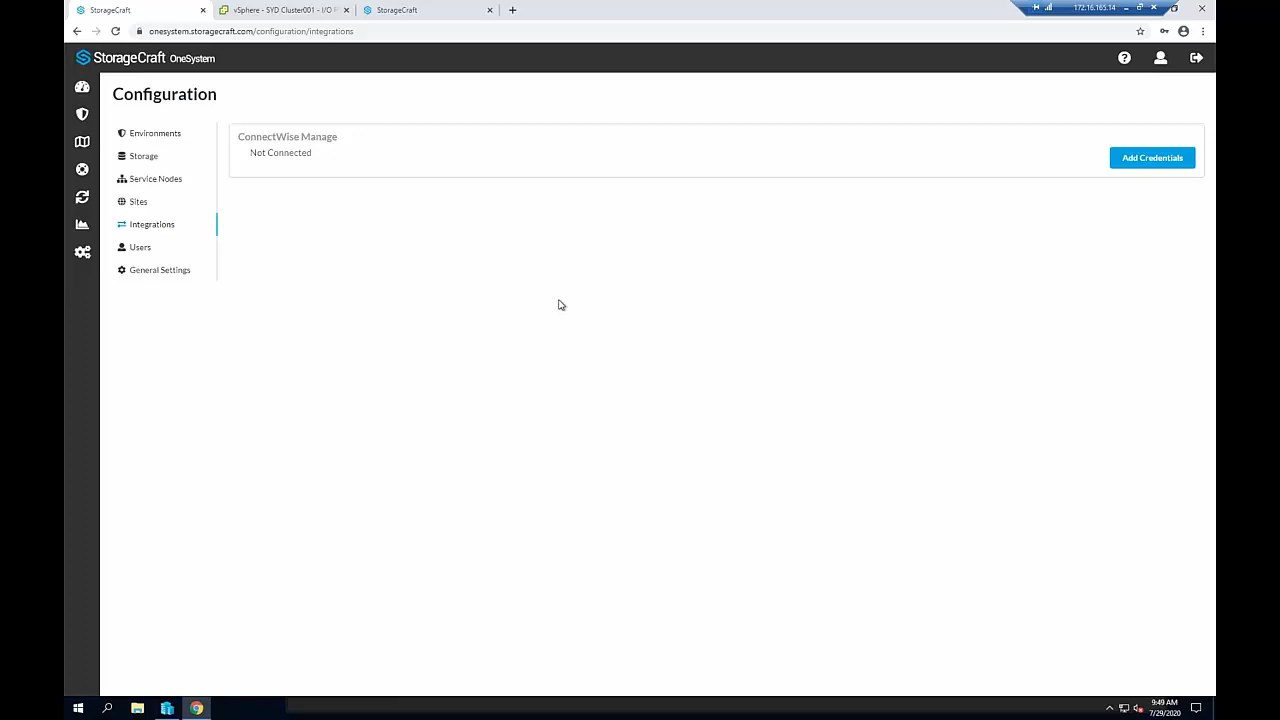 StorageCraft
vSphere - SYD Cluster001 - I/O
StorageCraft
172.16.165.14
onesystem.storagecraft.com/configuration/integrations
StorageCraft OneSystem
Configuration
Environments
Storage
Service Nodes
Sites
Integrations
Users
General Settings
ConnectWise Manage
Not Connected
Add Credentials
9:49 AM
7/29/2020